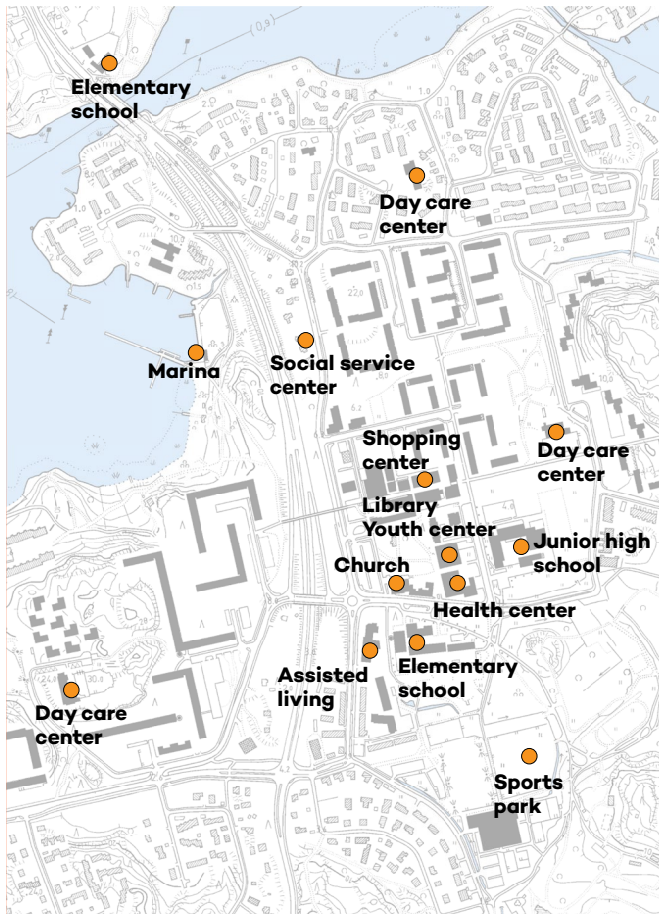 Elementary
school
Day care
center
Marina
Social service
center
Shopping
center
Day care
center
Library
Youth center
Junior high
school
Church
Health center
Assisted
living
Elementary
school
Day care
center
Sports
park